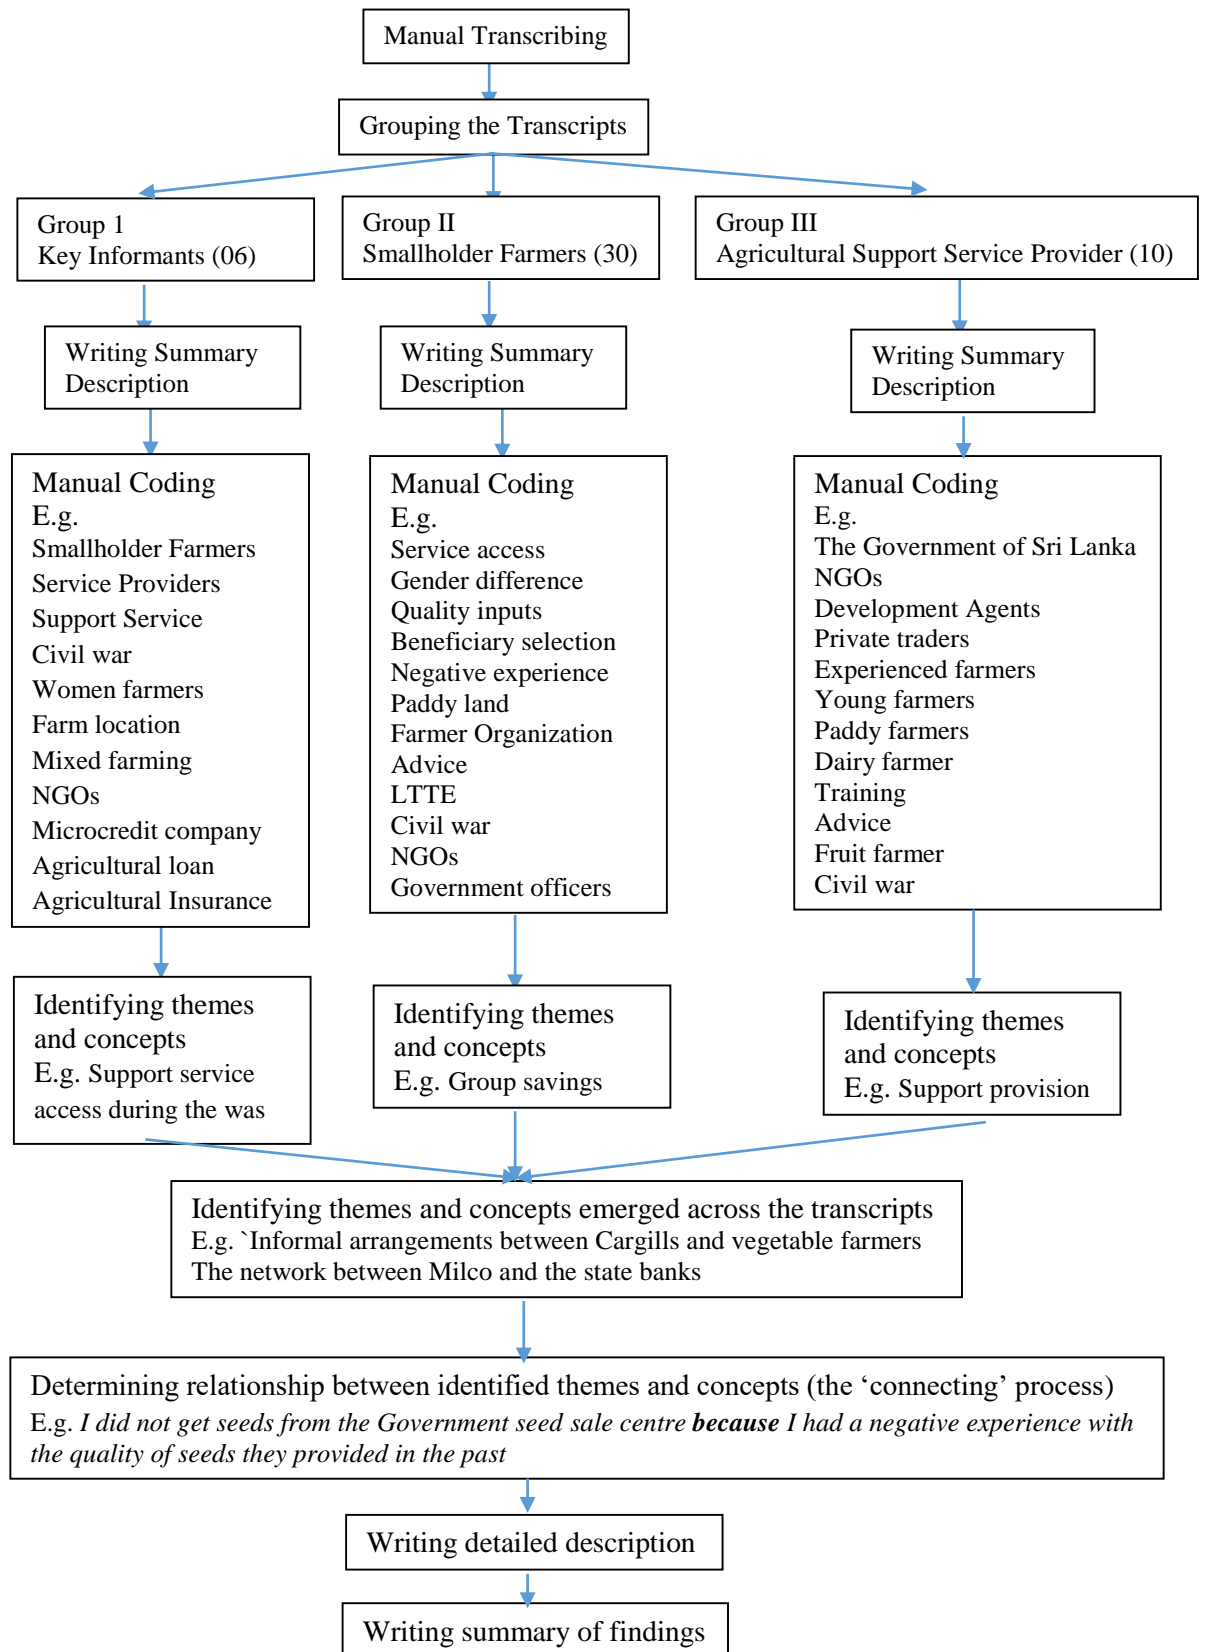 Manual Transcribing
Grouping the Transcripts
Group 1
Key Informants (06)
Group II
Smallholder Farmers (30)
Group III
Agricultural Support Service Provider (10)
Writing Summary
Description
Writing Summary
Description
Writing Summary
Description
Manual Coding
E.g.
Smallholder Farmers
Service Providers
Support Service
Civil war
Women farmers
Farm location
Mixed farming
NGOs
Microcredit company
Agricultural loan
Agricultural Insurance
Manual Coding
E.g.
Service access
Gender difference
Quality inputs
Beneficiary selection
Negative experience
Paddy land
Farmer Organization
Advice
LTTE
Civil war
NGOs
Government officers
Manual Coding
E.g.
The Government of Sri Lanka
NGOs
Development Agents
Private traders
Experienced farmers
Young farmers
Paddy farmers
Dairy farmer
Training
Advice
Fruit farmer
Civil war
Identifying themes
and concepts
E.g. Support service
access during the was
Identifying themes
and concepts
E.g. Group savings
Identifying themes
and concepts
E.g. Support provision
Identifying themes and concepts emerged across the transcripts
E.g. `Informal arrangements between Cargills and vegetable farmers
The network between Milco and the state banks
Determining relationship between identified themes and concepts (the ‘connecting’ process)
E.g. I did not get seeds from the Government seed sale centre because I had a negative experience with
the quality of seeds they provided in the past
Writing detailed description
Writing summary of findings